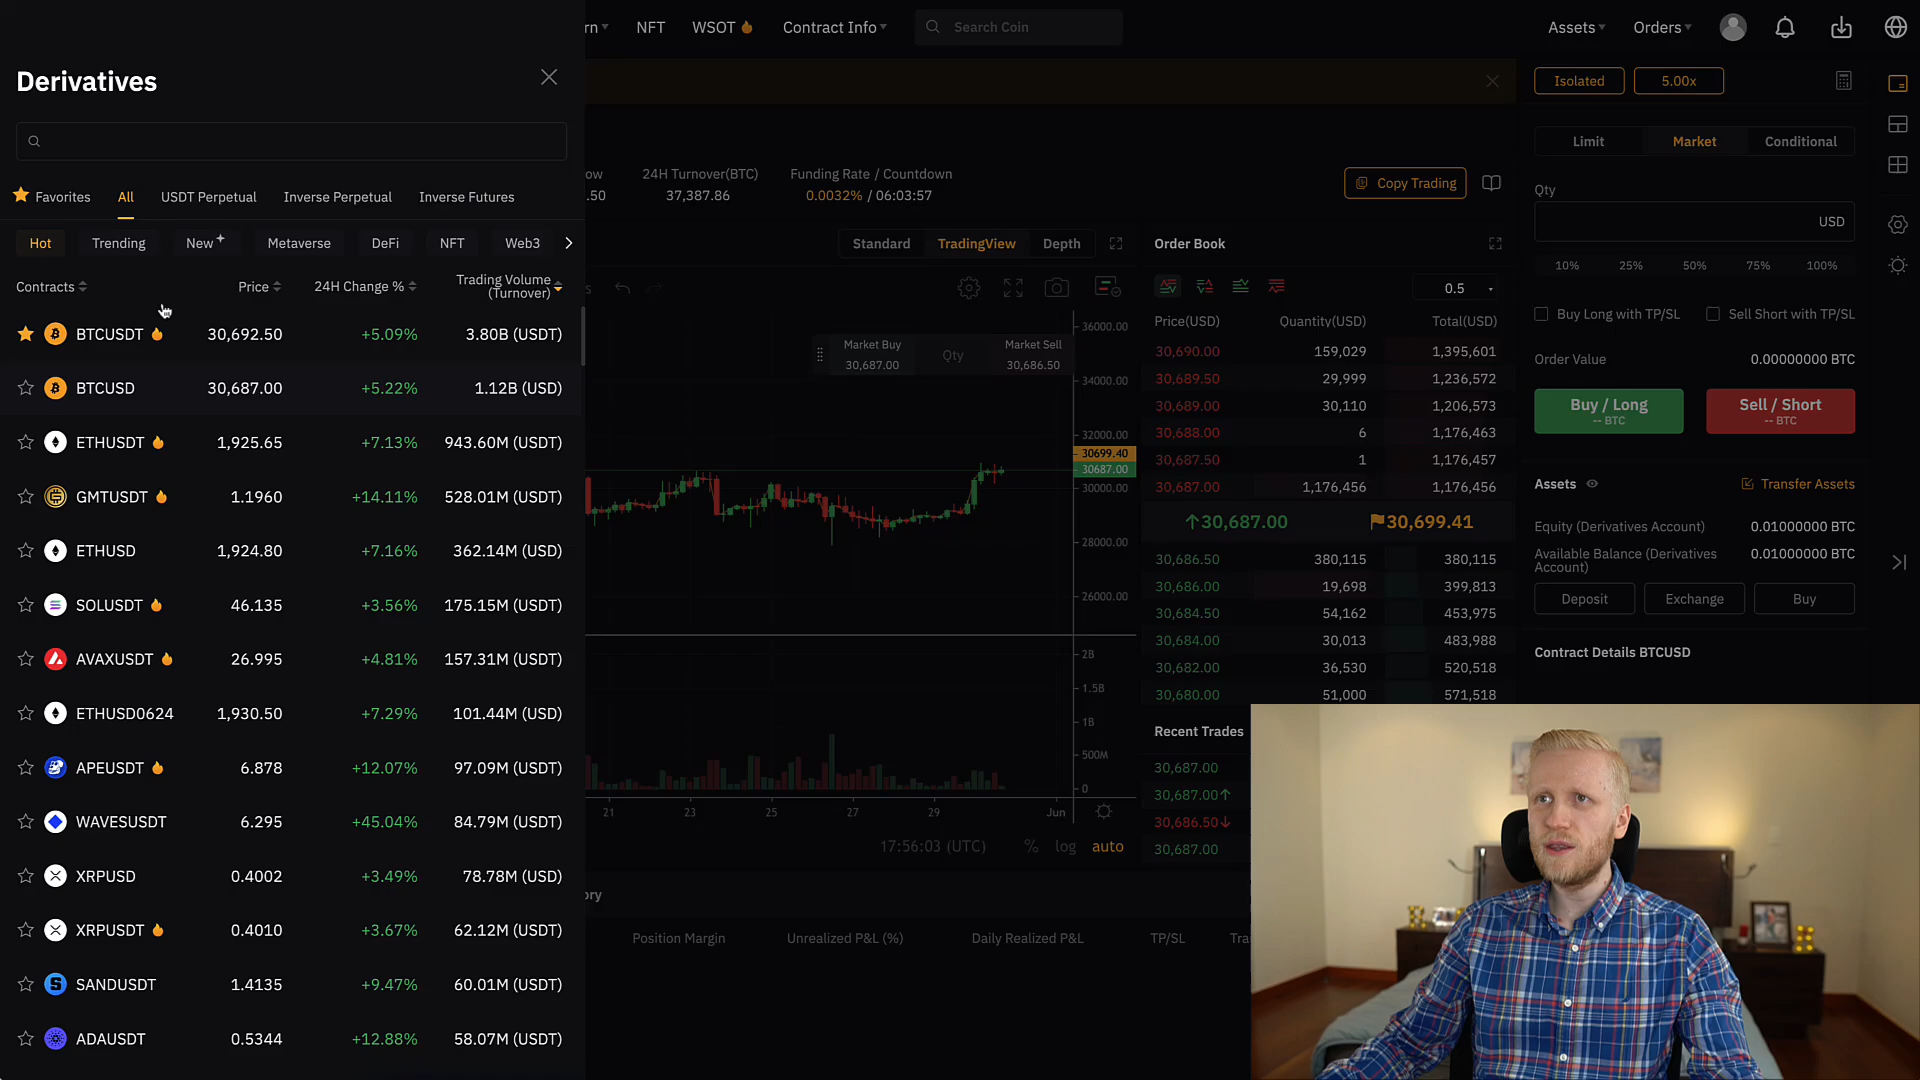 Derivatives
Favorites All USDT Perpetual Inverse Perpetual Inverse Futures
Hot Trending New Metaverse DeFi NFT Web3
Contracts Price 24H Change % Trading Volume (Turnover)
BTCUSDT 30,692.50 +5.09% 3.80B (USDT)
BTCUSD 30,687.00 +5.22% 1.12B (USD)
ETHUSDT 1,925.65 +7.13% 943.60M (USDT)
GMTUSDT 1.1960 +14.11% 528.01M (USDT)
ETHUSD 1,924.80 +7.16% 362.14M (USD)
SOLUSDT 46.135 +3.56% 175.15M (USDT)
AVAXUSDT 26.995 +4.81% 157.31M (USDT)
ETHUSD0624 1,930.50 +7.29% 101.44M (USD)
APEUSDT 6.878 +12.07% 97.09M (USDT)
WAVESUSDT 6.295 +45.04% 84.79M (USDT)
XRPUSD 0.4002 +3.49% 78.78M (USD)
XRPUSDT 0.4010 +3.67% 62.12M (USDT)
SANDUSDT 1.4135 +9.47% 60.01M (USDT)
ADAUSDT 0.5344 +12.88% 58.07M (USDT)
rn NFT WSOT Contract Info Search Coin Assets Orders
ow 24H Turnover(BTC) Funding Rate / Countdown
.50 37,387.86 0.0032% / 06:03:57
Copy Trading
Standard TradingView Depth
s
Market Buy Qty Market Sell
30,687.00 30,686.50
36000.00
34000.00
32000.00
30699.40
30687.00
30000.00
28000.00
26000.00
2B
1.5B
1B
500M
0
21 23 25 27 29 Jun
17:56:03 (UTC) % log auto
ory
Position Margin Unrealized P&L (%) Daily Realized P&L TP/SL Tra
Order Book
0.5
Price(USD) Quantity(USD) Total(USD)
30,690.00 159,029 1,395,601
30,689.50 29,999 1,236,572
30,689.00 30,110 1,206,573
30,688.00 6 1,176,463
30,687.50 1 1,176,457
30,687.00 1,176,456 1,176,456
↑30,687.00 30,699.41
30,686.50 380,115 380,115
30,686.00 19,698 399,813
30,684.50 54,162 453,975
30,684.00 30,013 483,988
30,682.00 36,530 520,518
30,680.00 51,000 571,518
Recent Trades
30,687.00
30,687.00↑
30,686.50↓
30,687.00
Isolated 5.00x
Limit Market Conditional
Qty
USD
10% 25% 50% 75% 100%
Buy Long with TP/SL Sell Short with TP/SL
Order Value 0.00000000 BTC
Buy / Long Sell / Short
-- BTC -- BTC
Assets Transfer Assets
Equity (Derivatives Account) 0.01000000 BTC
Available Balance (Derivatives Account) 0.01000000 BTC
Deposit Exchange Buy
Contract Details BTCUSD